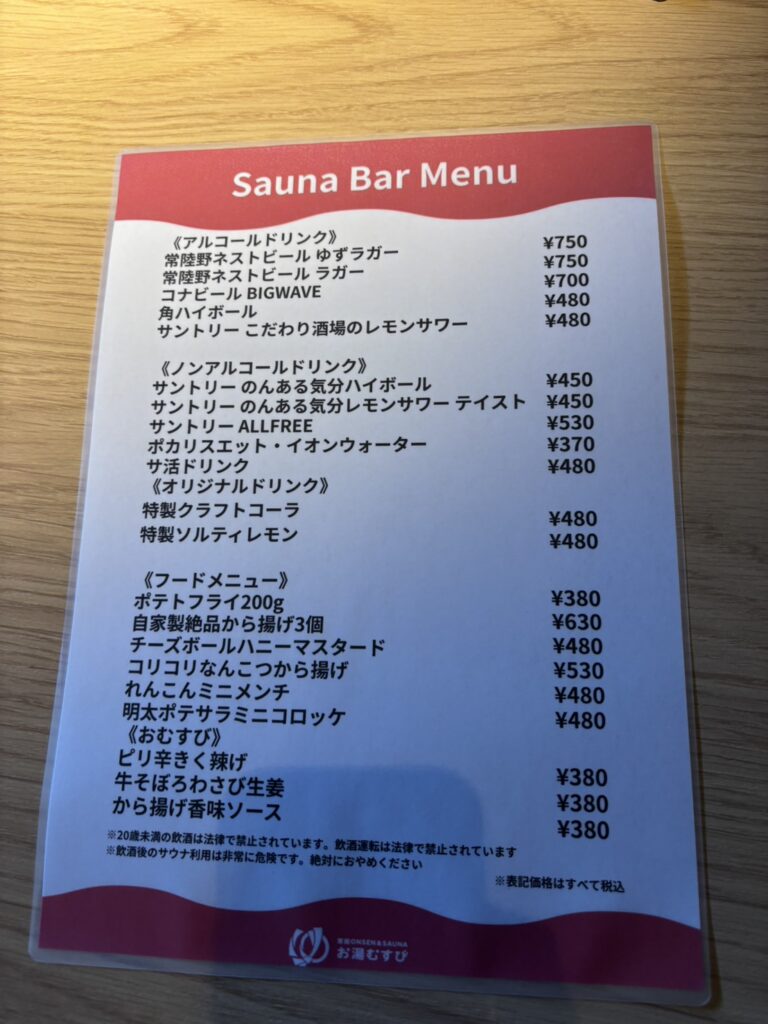 Sauna Bar Menu
《アルコールドリンク》
常陸野ネストビール ゆずラガー ¥750
常陸野ネストビール ラガー ¥750
コナビール BIGWAVE ¥700
角ハイボール ¥480
サントリー こだわり酒場のレモンサワー ¥480
《ノンアルコールドリンク》
サントリー のんある気分ハイボール ¥450
サントリー のんある気分レモンサワー テイスト ¥450
サントリー ALLFREE ¥530
ポカリスエット・イオンウォーター ¥370
サ活ドリンク ¥480
《オリジナルドリンク》
特製クラフトコーラ ¥480
特製ソルティレモン ¥480
《フードメニュー》
ポテトフライ200g ¥380
自家製絶品から揚げ3個 ¥630
チーズボールハニーマスタード ¥480
コリコリなんこつから揚げ ¥530
れんこんミニメンチ ¥480
明太ポテサラミニコロッケ ¥480
《おむすび》
ピリ辛きく辣げ ¥380
牛そぼろわさび生姜 ¥380
から揚げ香味ソース ¥380
※20歳未満の飲酒は法律で禁止されています。飲酒運転は法律で禁止されています
※飲酒後のサウナ利用は非常に危険です。絶対におやめください
※表記価格はすべて税込
ONSEN&SAUNA
お湯むすび